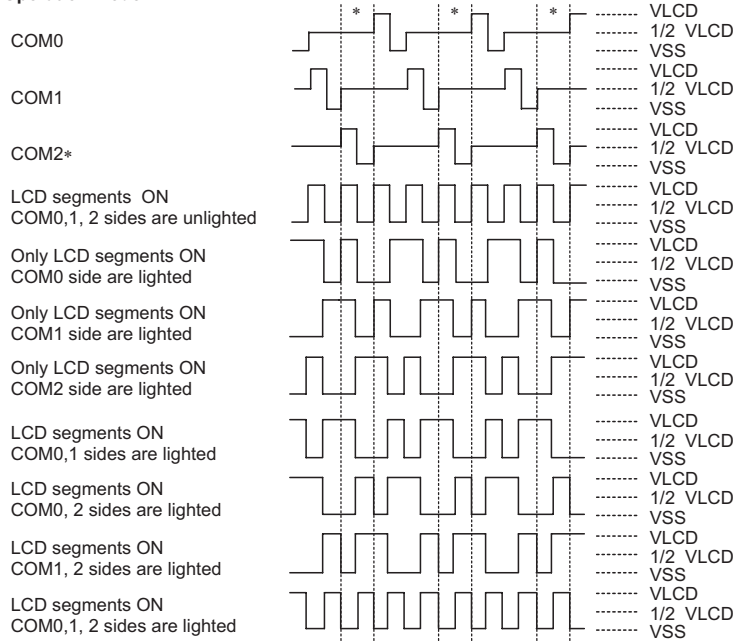 * * * VLCD
1/2 VLCD
COM0
VSS
VLCD
COM1
1/2 VLCD
VSS
VLCD
COM2*
1/2 VLCD
VSS
LCD segments ON
VLCD
COM0,1, 2 sides are unlighted
1/2 VLCD
VSS
Only LCD segments ON
VLCD
COM0 side are lighted
1/2 VLCD
VSS
Only LCD segments ON
VLCD
COM1 side are lighted
1/2 VLCD
VSS
Only LCD segments ON
VLCD
COM2 side are lighted
1/2 VLCD
VSS
LCD segments ON
VLCD
COM0,1 sides are lighted
1/2 VLCD
VSS
LCD segments ON
VLCD
COM0, 2 sides are lighted
1/2 VLCD
VSS
LCD segments ON
VLCD
COM1, 2 sides are lighted
1/2 VLCD
VSS
LCD segments ON
VLCD
COM0,1, 2 sides are lighted
1/2 VLCD
VSS